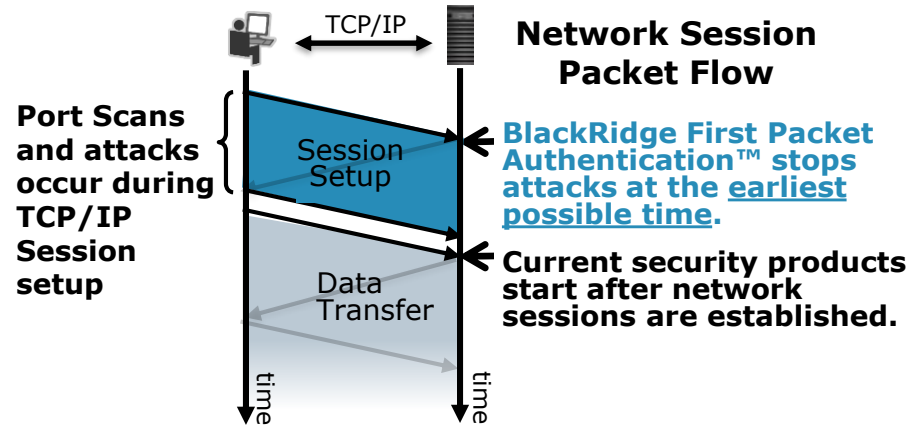 TCP/IP
Network Session
Packet Flow
Port Scans
and attacks
occur during
TCP/IP
Session
setup
Session
Setup
BlackRidge First Packet
Authentication™ stops
attacks at the earliest
possible time.
Current security products
start after network
sessions are established.
Data
Transfer
time
time